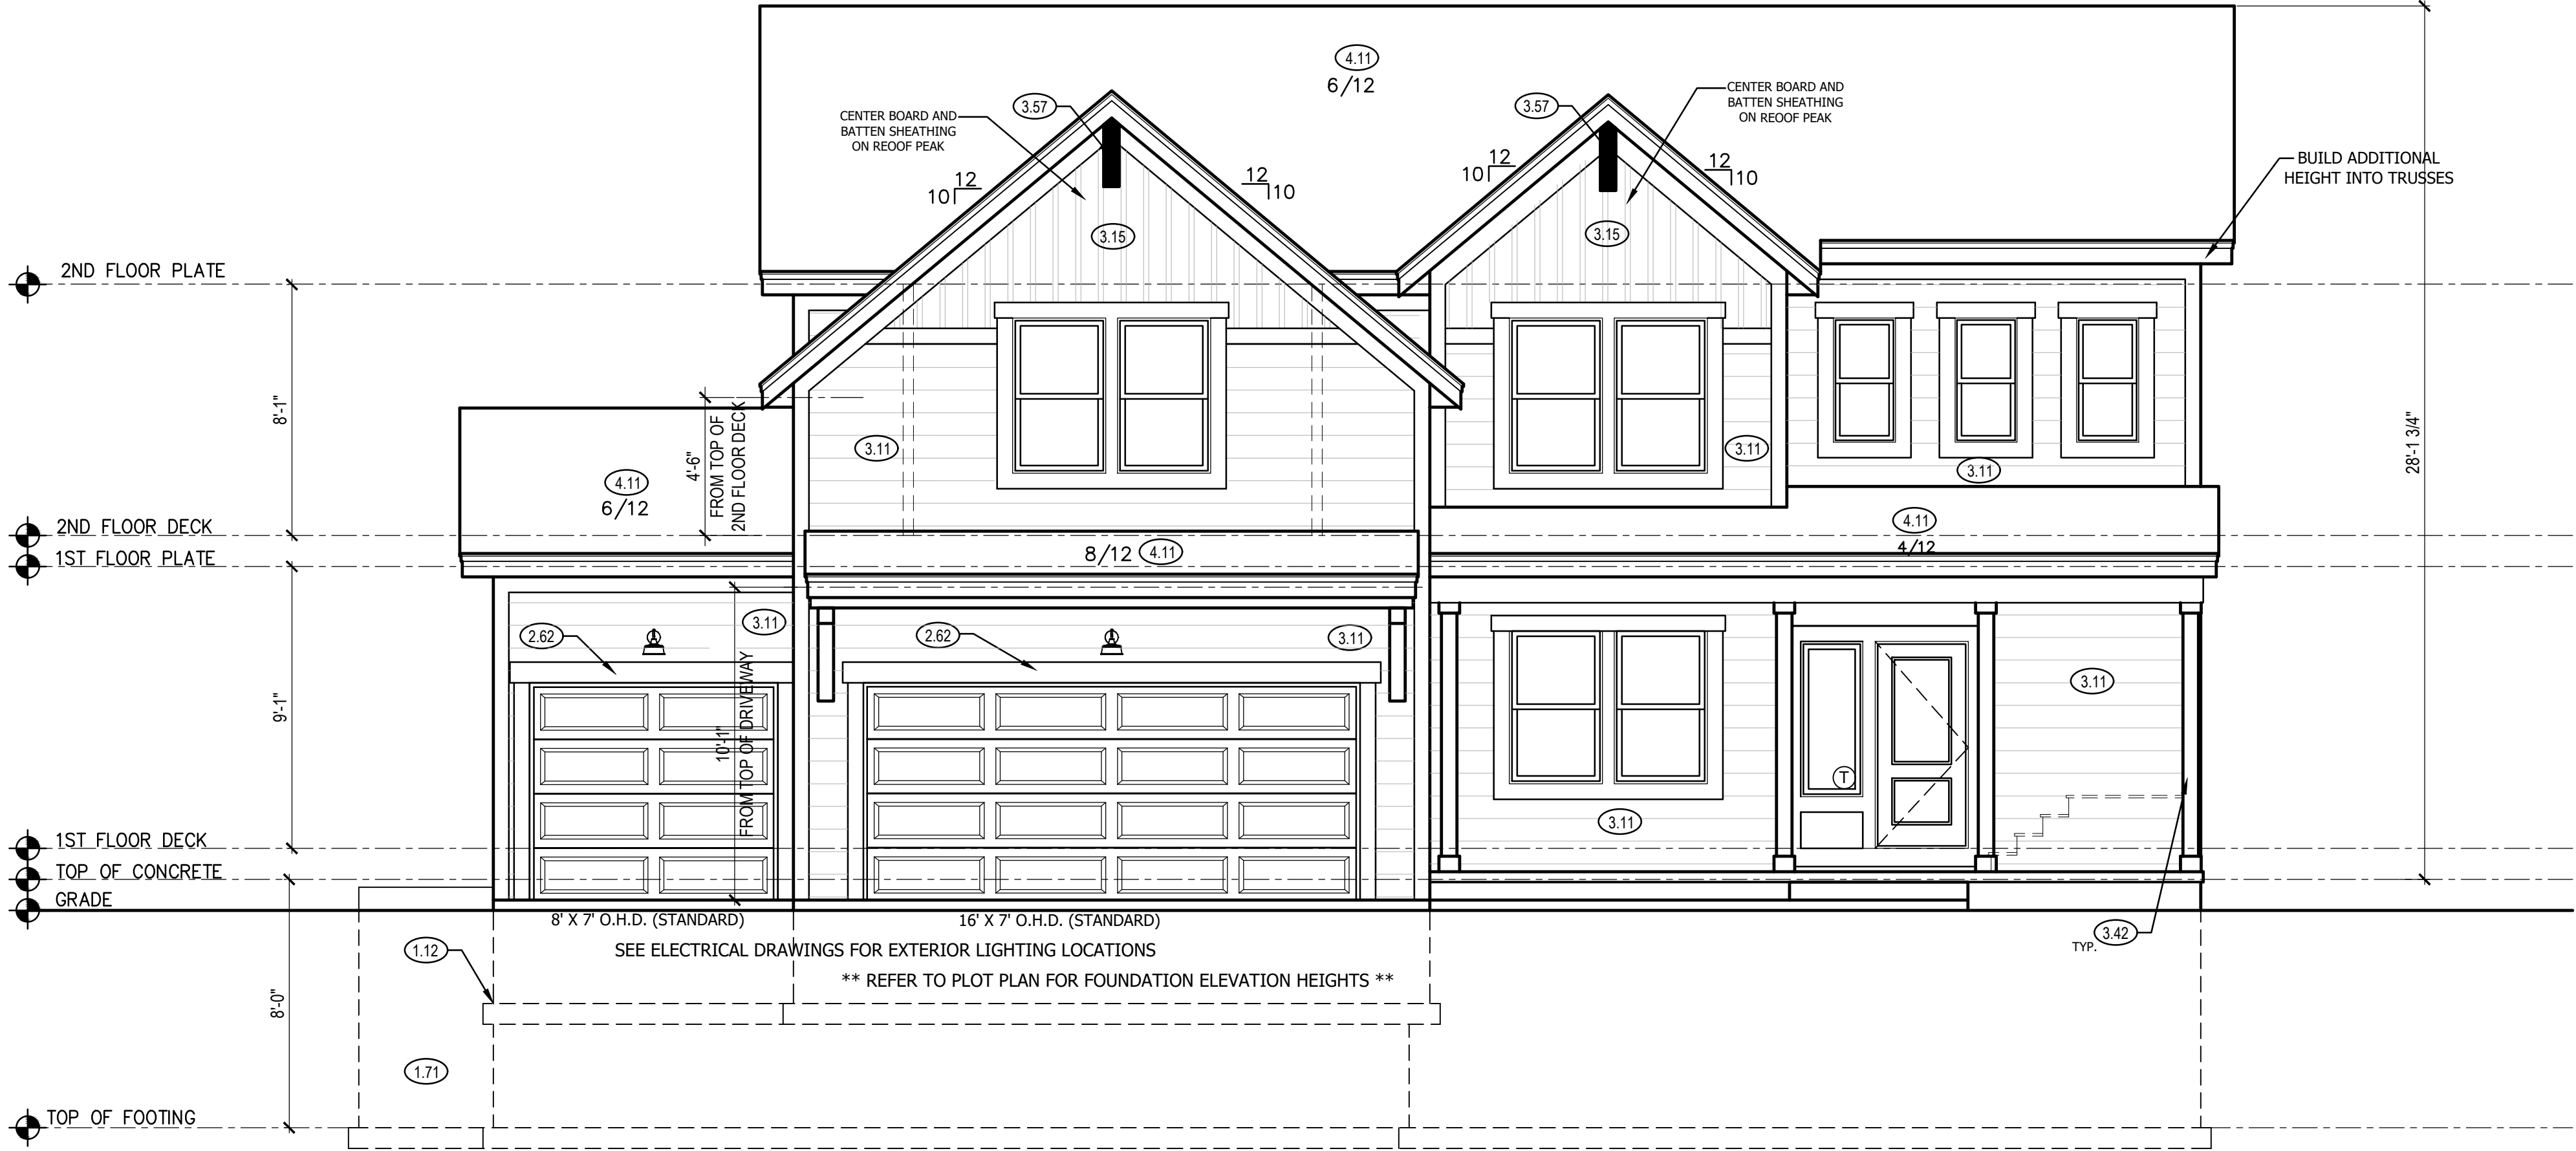 4.11
6/12
CENTER BOARD AND
BATTEN SHEATHING
ON REOOF PEAK
3.57
3.57
CENTER BOARD AND
BATTEN SHEATHING
ON REOOF PEAK
12
10
12
10
12
10
12
10
BUILD ADDITIONAL
HEIGHT INTO TRUSSES
3.15
3.15
2ND FLOOR PLATE
8'-1"
4'-6"
FROM TOP OF
2ND FLOOR DECK
28'-1 3/4"
3.11
3.11
3.11
4.11
6/12
2ND FLOOR DECK
1ST FLOOR PLATE
8/12 4.11
4.11
4/12
9'-1"
10'-1"
FROM TOP OF DRIVEWAY
2.62
A
3.11
2.62
A
3.11
3.11
T
3.11
1ST FLOOR DECK
TOP OF CONCRETE
GRADE
8' X 7' O.H.D. (STANDARD)
16' X 7' O.H.D. (STANDARD)
SEE ELECTRICAL DRAWINGS FOR EXTERIOR LIGHTING LOCATIONS
** REFER TO PLOT PLAN FOR FOUNDATION ELEVATION HEIGHTS **
1.12
TYP. 3.42
8'-0"
1.71
TOP OF FOOTING